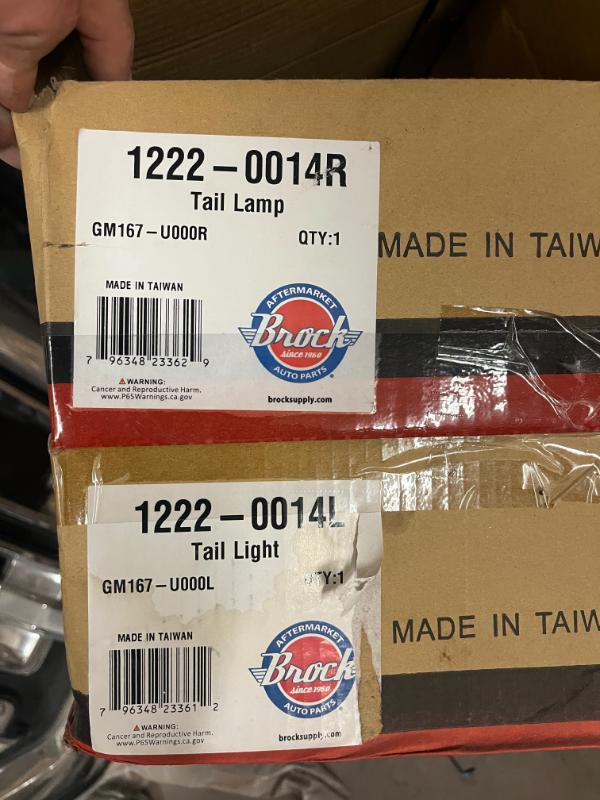 1222-0014R
Tail Lamp
GM167-U000R QTY:1
MADE IN TAIWAN
7 96348 23362 9
WARNING:
Cancer and Reproductive Harm.
www.P65Warnings.ca.gov
AFTERMARKET
Brock
since 1960
AUTO PARTS
brocksupply.com
MADE IN TAIW
1222-0014L
Tail Light
GM167-U000L QTY:1
MADE IN TAIWAN
7 96348 23361 2
WARNING:
Cancer and Reproductive Harm.
www.P65Warnings.ca.gov
AFTERMARKET
Brock
since 1960
AUTO PARTS
brocksupply.com
MADE IN TAIW